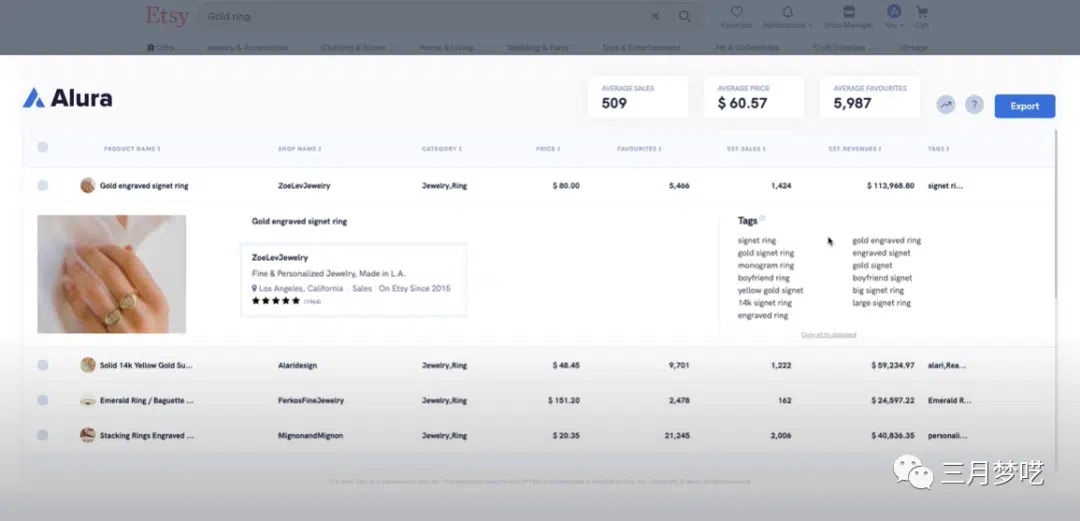 Etsy
Gold ring
Favorites Notifications Shop Manager You Cart
Gifts Jewelry & Accessories Clothing & Shoes Home & Living Wedding & Party Toys & Entertainment Art & Collectibles Craft Supplies Vintage
Alura
AVERAGE SALES
509
AVERAGE PRICE
$ 60.57
AVERAGE FAVOURITES
5,987
?
Export
PRODUCT NAME SHOP NAME CATEGORY PRICE FAVOURITES EST. SALES EST. REVENUES TAGS
Gold engraved signet ring ZoeLevJewelry Jewelry,Ring $ 80.00 5,466 1,424 $ 113,968.80 signet ri...
Gold engraved signet ring
ZoeLevJewelry
Fine & Personalized Jewelry, Made in L.A.
Los Angeles, California Sales On Etsy Since 2015
(1964)
Tags
signet ring gold engraved ring
gold signet ring engraved signet
monogram ring gold signet
boyfriend ring boyfriend signet
yellow gold signet big signet ring
14k signet ring large signet ring
engraved ring
Copy all to clipboard
Solid 14k Yellow Gold Su... Alaridesign Jewelry,Ring $ 48.45 9,701 1,222 $ 59,234.97 alari,Rea...
Emerald Ring / Baguette ... FerkosFineJewelry Jewelry,Ring $ 151.20 2,478 162 $ 24,597.22 Emerald R...
Stacking Rings Engraved ... MignonandMignon Jewelry,Ring $ 20.35 21,245 2,006 $ 40,836.35 personali...
三月梦呓